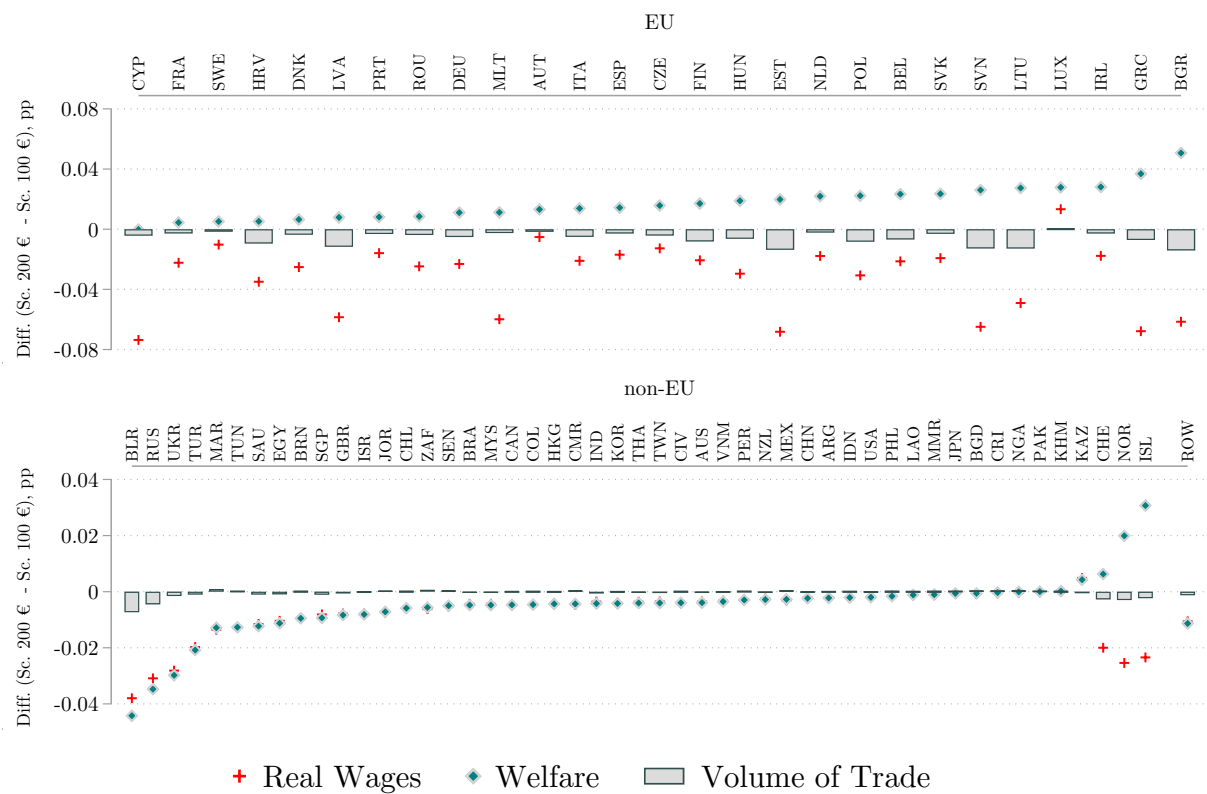 EU
CYP FRA SWE HRV DNK LVA PRT ROU DEU MLT AUT ITA ESP CZE FIN HUN EST NLD POL BEL SVK SVN LTU LUX IRL GRC BGR
Diff. (Sc. 200 € - Sc. 100 €), pp
0.08
0.04
0
-0.04
-0.08
non-EU
BLR RUS UKR TUR MAR TUN SAU EGY BRN SGP GBR ISR JOR CHL ZAF SEN BRA MYS CAN COL HKG CMR IND KOR THA TWN CIV AUS VNM PER NZL MEX CHN ARG IDN USA PHL LAO MMR JPN BGD CRI NGA PAK KHM KAZ CHE NOR ISL ROW
Diff. (Sc. 200 € - Sc. 100 €), pp
0.04
0.02
0
-0.02
-0.04
Real Wages Welfare Volume of Trade